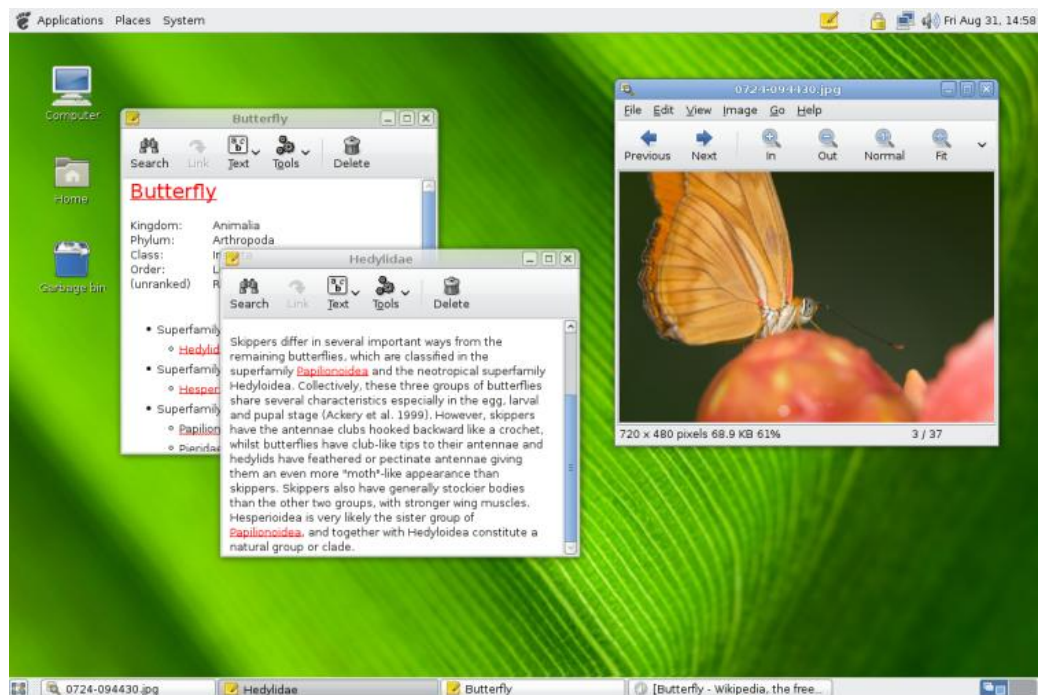 Applications Places System
Fri Aug 31, 14:58
Computer
Home
Garbage bin
Butterfly
Search Link Text Tools Delete
Butterfly
Kingdom: Animalia
Phylum: Arthropoda
Class:
Order:
(unranked)
• Superfamily
Hedylid
• Superfamily
Hesper
• Superfamily
Papilion
Pieridae
Hedylidae
Search Link Text Tools Delete
Skippers differ in several important ways from the
remaining butterflies, which are classified in the
superfamily Papilionoidea and the neotropical superfamily
Hedyloidea. Collectively, these three groups of butterflies
share several characteristics especially in the egg, larval
and pupal stage (Ackery et al. 1999). However, skippers
have the antennae clubs hooked backward like a crochet,
whilst butterflies have club-like tips to their antennae and
hedylids have feathered or pectinate antennae giving
them an even more "moth"-like appearance than
skippers. Skippers also have generally stockier bodies
than the other two groups, with stronger wing muscles.
Hesperioidea is very likely the sister group of
Papilionoidea, and together with Hedyloidea constitute a
natural group or clade.
0724-094430.jpg
File Edit View Image Go Help
Previous Next In Out Normal Fit
720 x 480 pixels 68.9 KB 61% 3 / 37
0724-094430.jpg
Hedylidae
Butterfly
[Butterfly - Wikipedia, the free...